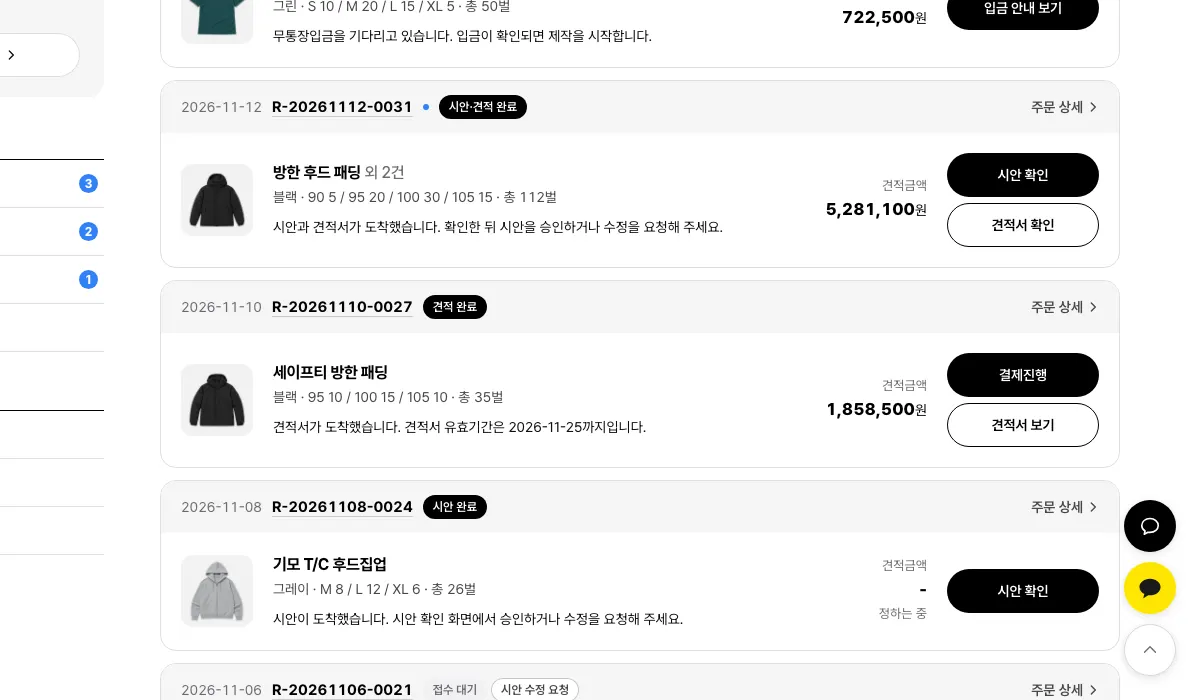 그린 · S 10 / M 20 / L 15 / XL 5 · 총 50벌
722,500원
입금 안내 보기
무통장입금을 기다리고 있습니다. 입금이 확인되면 제작을 시작합니다.
2026-11-12 R-20261112-0031 시안·견적 완료 주문 상세
3
방한 후드 패딩 외 2건
블랙 · 90 5 / 95 20 / 100 30 / 105 15 · 총 112벌
시안과 견적서가 도착했습니다. 확인한 뒤 시안을 승인하거나 수정을 요청해 주세요.
견적금액
5,281,100원
시안 확인
견적서 확인
2
1
2026-11-10 R-20261110-0027 견적 완료 주문 상세
세이프티 방한 패딩
블랙 · 95 10 / 100 15 / 105 10 · 총 35벌
견적서가 도착했습니다. 견적서 유효기간은 2026-11-25까지입니다.
견적금액
1,858,500원
결제진행
견적서 보기
2026-11-08 R-20261108-0024 시안 완료 주문 상세
기모 T/C 후드집업
그레이 · M 8 / L 12 / XL 6 · 총 26벌
시안이 도착했습니다. 시안 확인 화면에서 승인하거나 수정을 요청해 주세요.
견적금액
-
정하는 중
시안 확인
2026-11-06 R-20261106-0021 접수 대기 시안 수정 요청 주문 상세